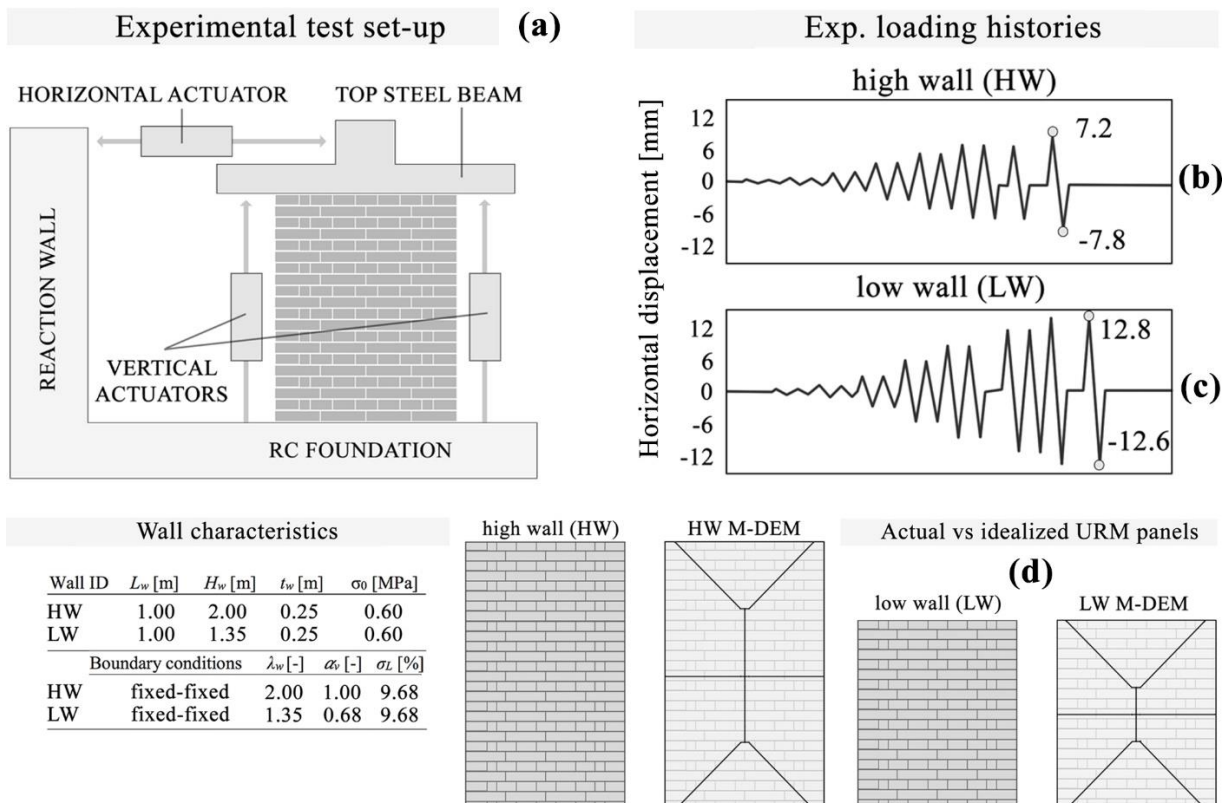 Experimental test set-up
(a)
HORIZONTAL ACTUATOR
TOP STEEL BEAM
REACTION WALL
VERTICAL
ACTUATORS
RC FOUNDATION
Exp. loading histories
high wall (HW)
Horizontal displacement [mm]
12
6
0
-6
-12
7.2
-7.8
(b)
low wall (LW)
12
6
0
-6
-12
12.8
-12.6
(c)
Wall characteristics
Wall ID L_w [m] H_w [m] t_w [m] σ₀ [MPa]
HW 1.00 2.00 0.25 0.60
LW 1.00 1.35 0.25 0.60
Boundary conditions λ_w [-] α_v [-] σ_L [%]
HW fixed-fixed 2.00 1.00 9.68
LW fixed-fixed 1.35 0.68 9.68
high wall (HW)
HW M-DEM
Actual vs idealized URM panels
(d)
low wall (LW)
LW M-DEM